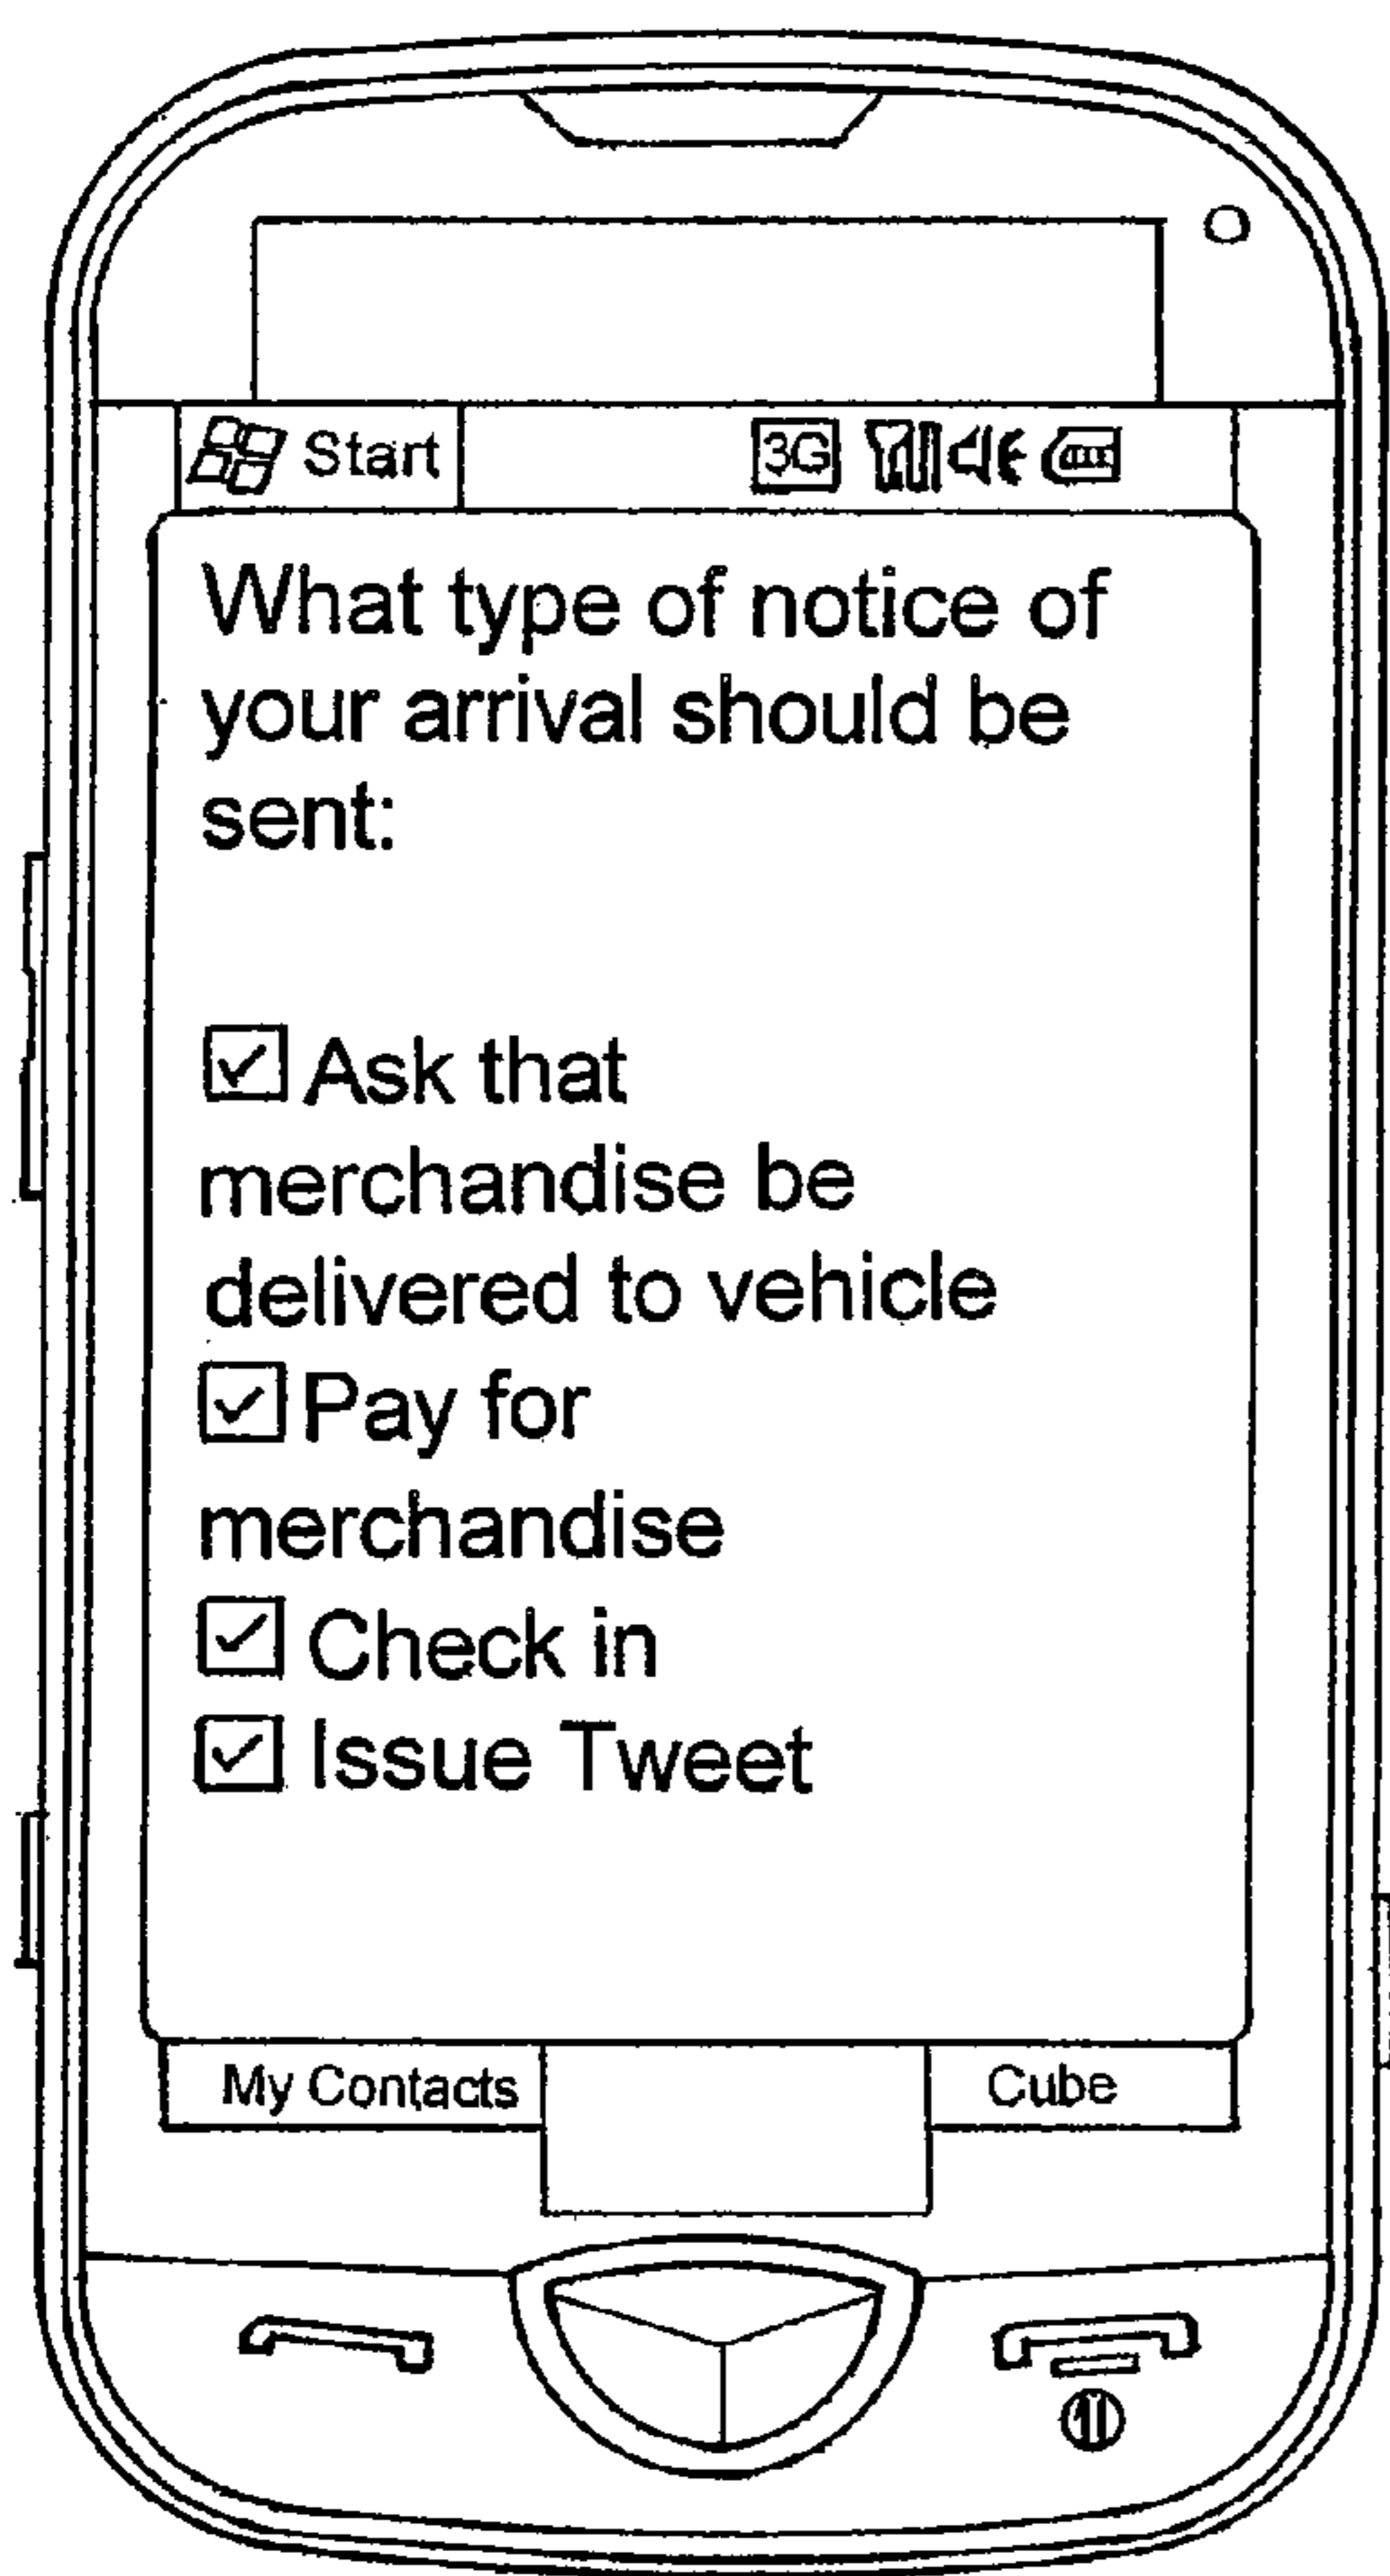 Start 3G
What type of notice of
your arrival should be
sent:
Ask that
merchandise be
delivered to vehicle
Pay for
merchandise
Check in
Issue Tweet
My Contacts Cube